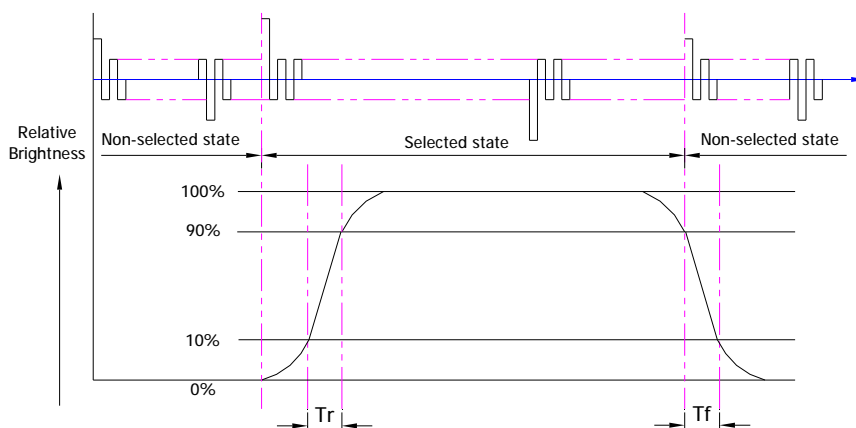 Relative
Brightness
Non-selected state
Selected state
Non-selected state
100%
90%
10%
0%
Tr
Tf